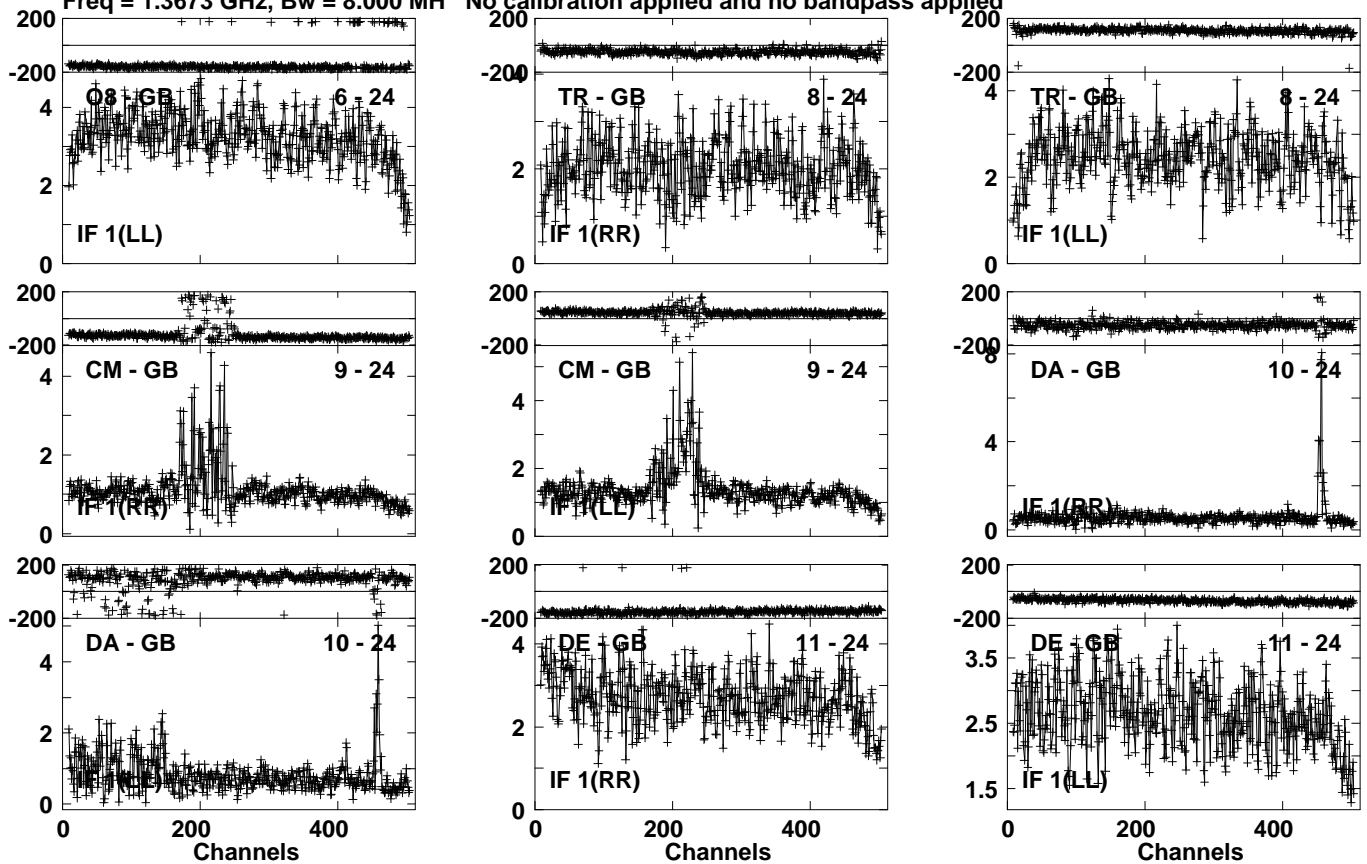 Freq = 1.3673 GHz, Bw = 8.000 MH No calibration applied and no bandpass applied
200
-200
O8 - GB 6 - 24
4
2
0
IF 1(LL)
-200
4
TR - GB 8 - 24
2
0
IF 1(RR)
200
-200
4
TR - GB 8 - 24
2
0
IF 1(LL)
200
-200
CM - GB 9 - 24
4
2
0
IF 1(RR)
200
-200
CM - GB 9 - 24
4
2
0
IF 1(LL)
200
-200
8
DA - GB 10 - 24
4
0
IF 1(RR)
200
-200
DA - GB 10 - 24
4
2
0
IF 1(LL)
0 200 400
Channels
200
-200
DE - GB 11 - 24
4
2
0
IF 1(RR)
0 200 400
Channels
200
-200
DE - GB 11 - 24
3.5
2.5
1.5
IF 1(LL)
0 200 400
Channels